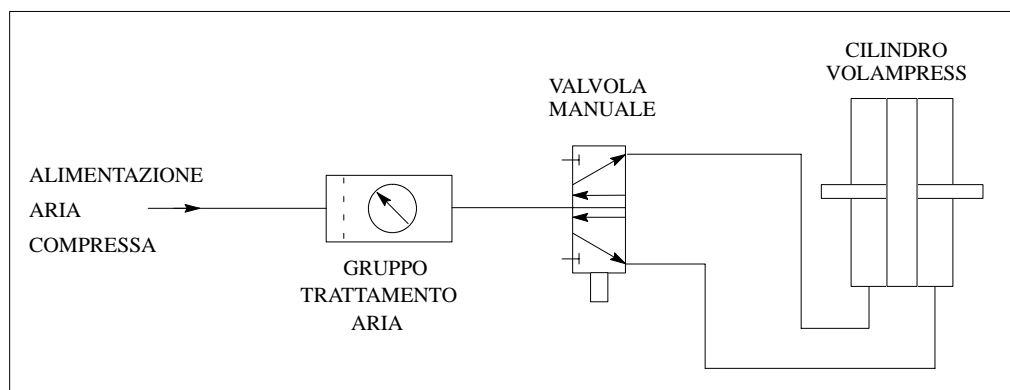 CILINDRO
VOLAMPRESS
VALVOLA
MANUALE
ALIMENTAZIONE
ARIA
COMPRESSA
GRUPPO
TRATTAMENTO
ARIA